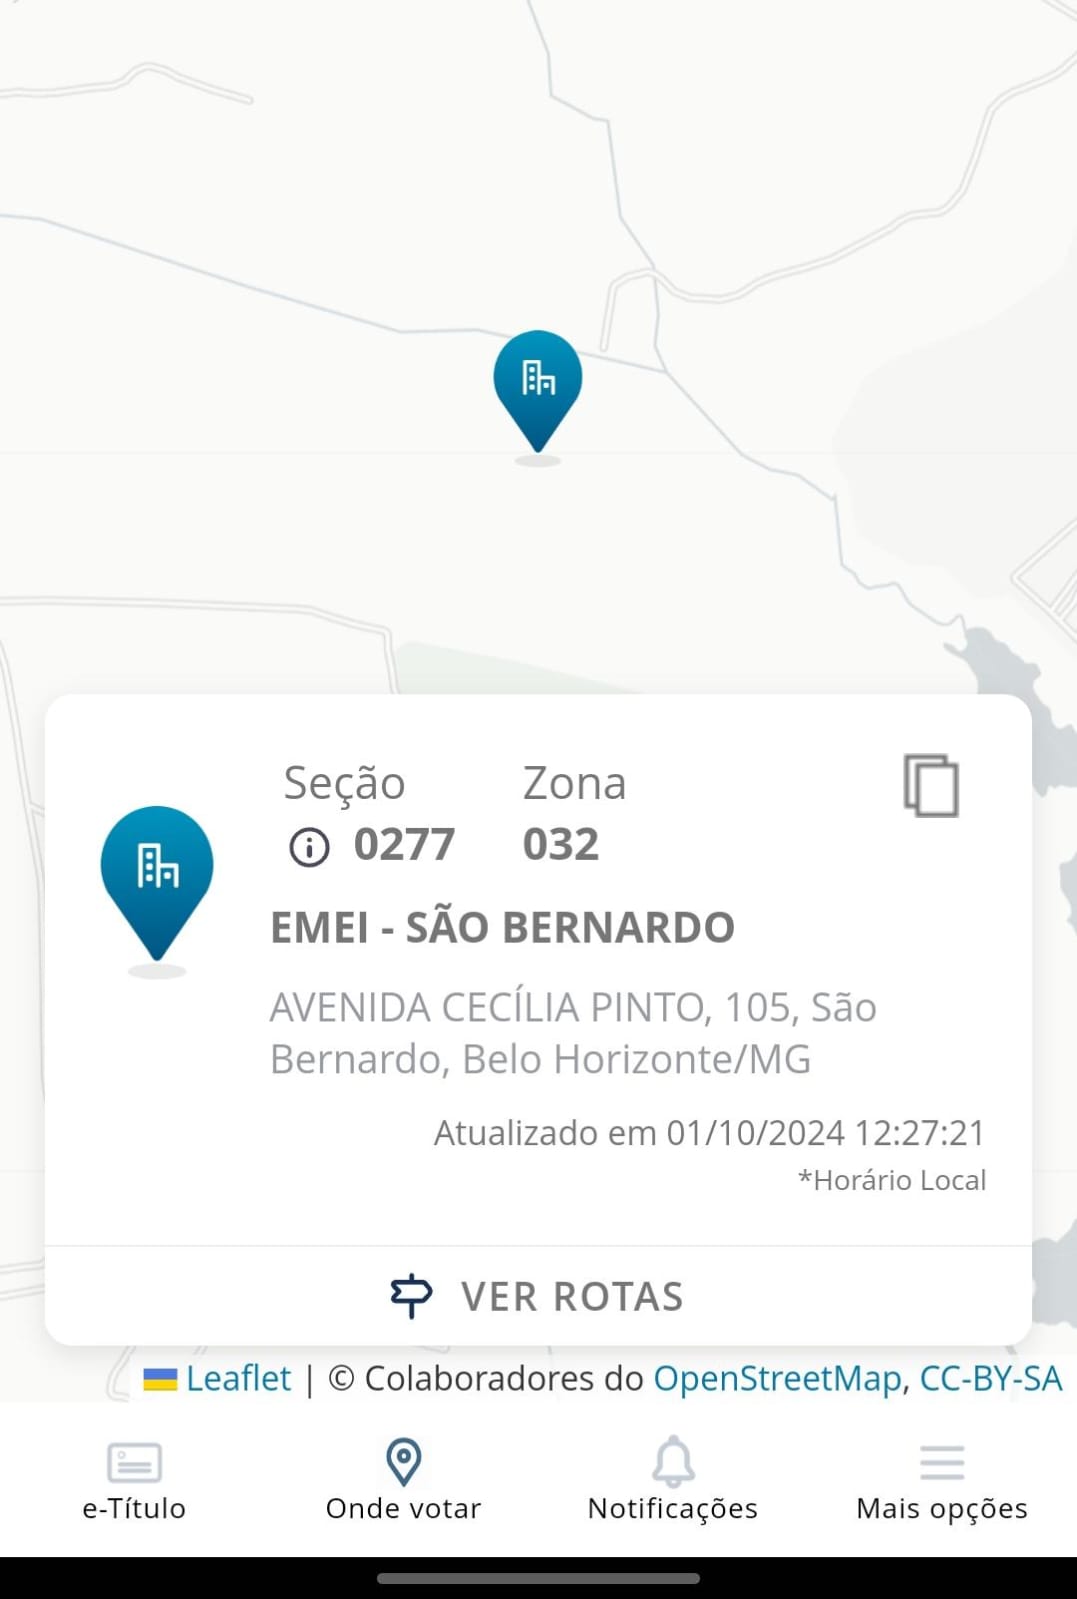 Seção Zona
0277 032
EMEI - SÃO BERNARDO
AVENIDA CECÍLIA PINTO, 105, São
Bernardo, Belo Horizonte/MG
Atualizado em 01/10/2024 12:27:21
*Horário Local
VER ROTAS
Leaflet | © Colaboradores do OpenStreetMap, CC-BY-SA
e-Título Onde votar Notificações Mais opções